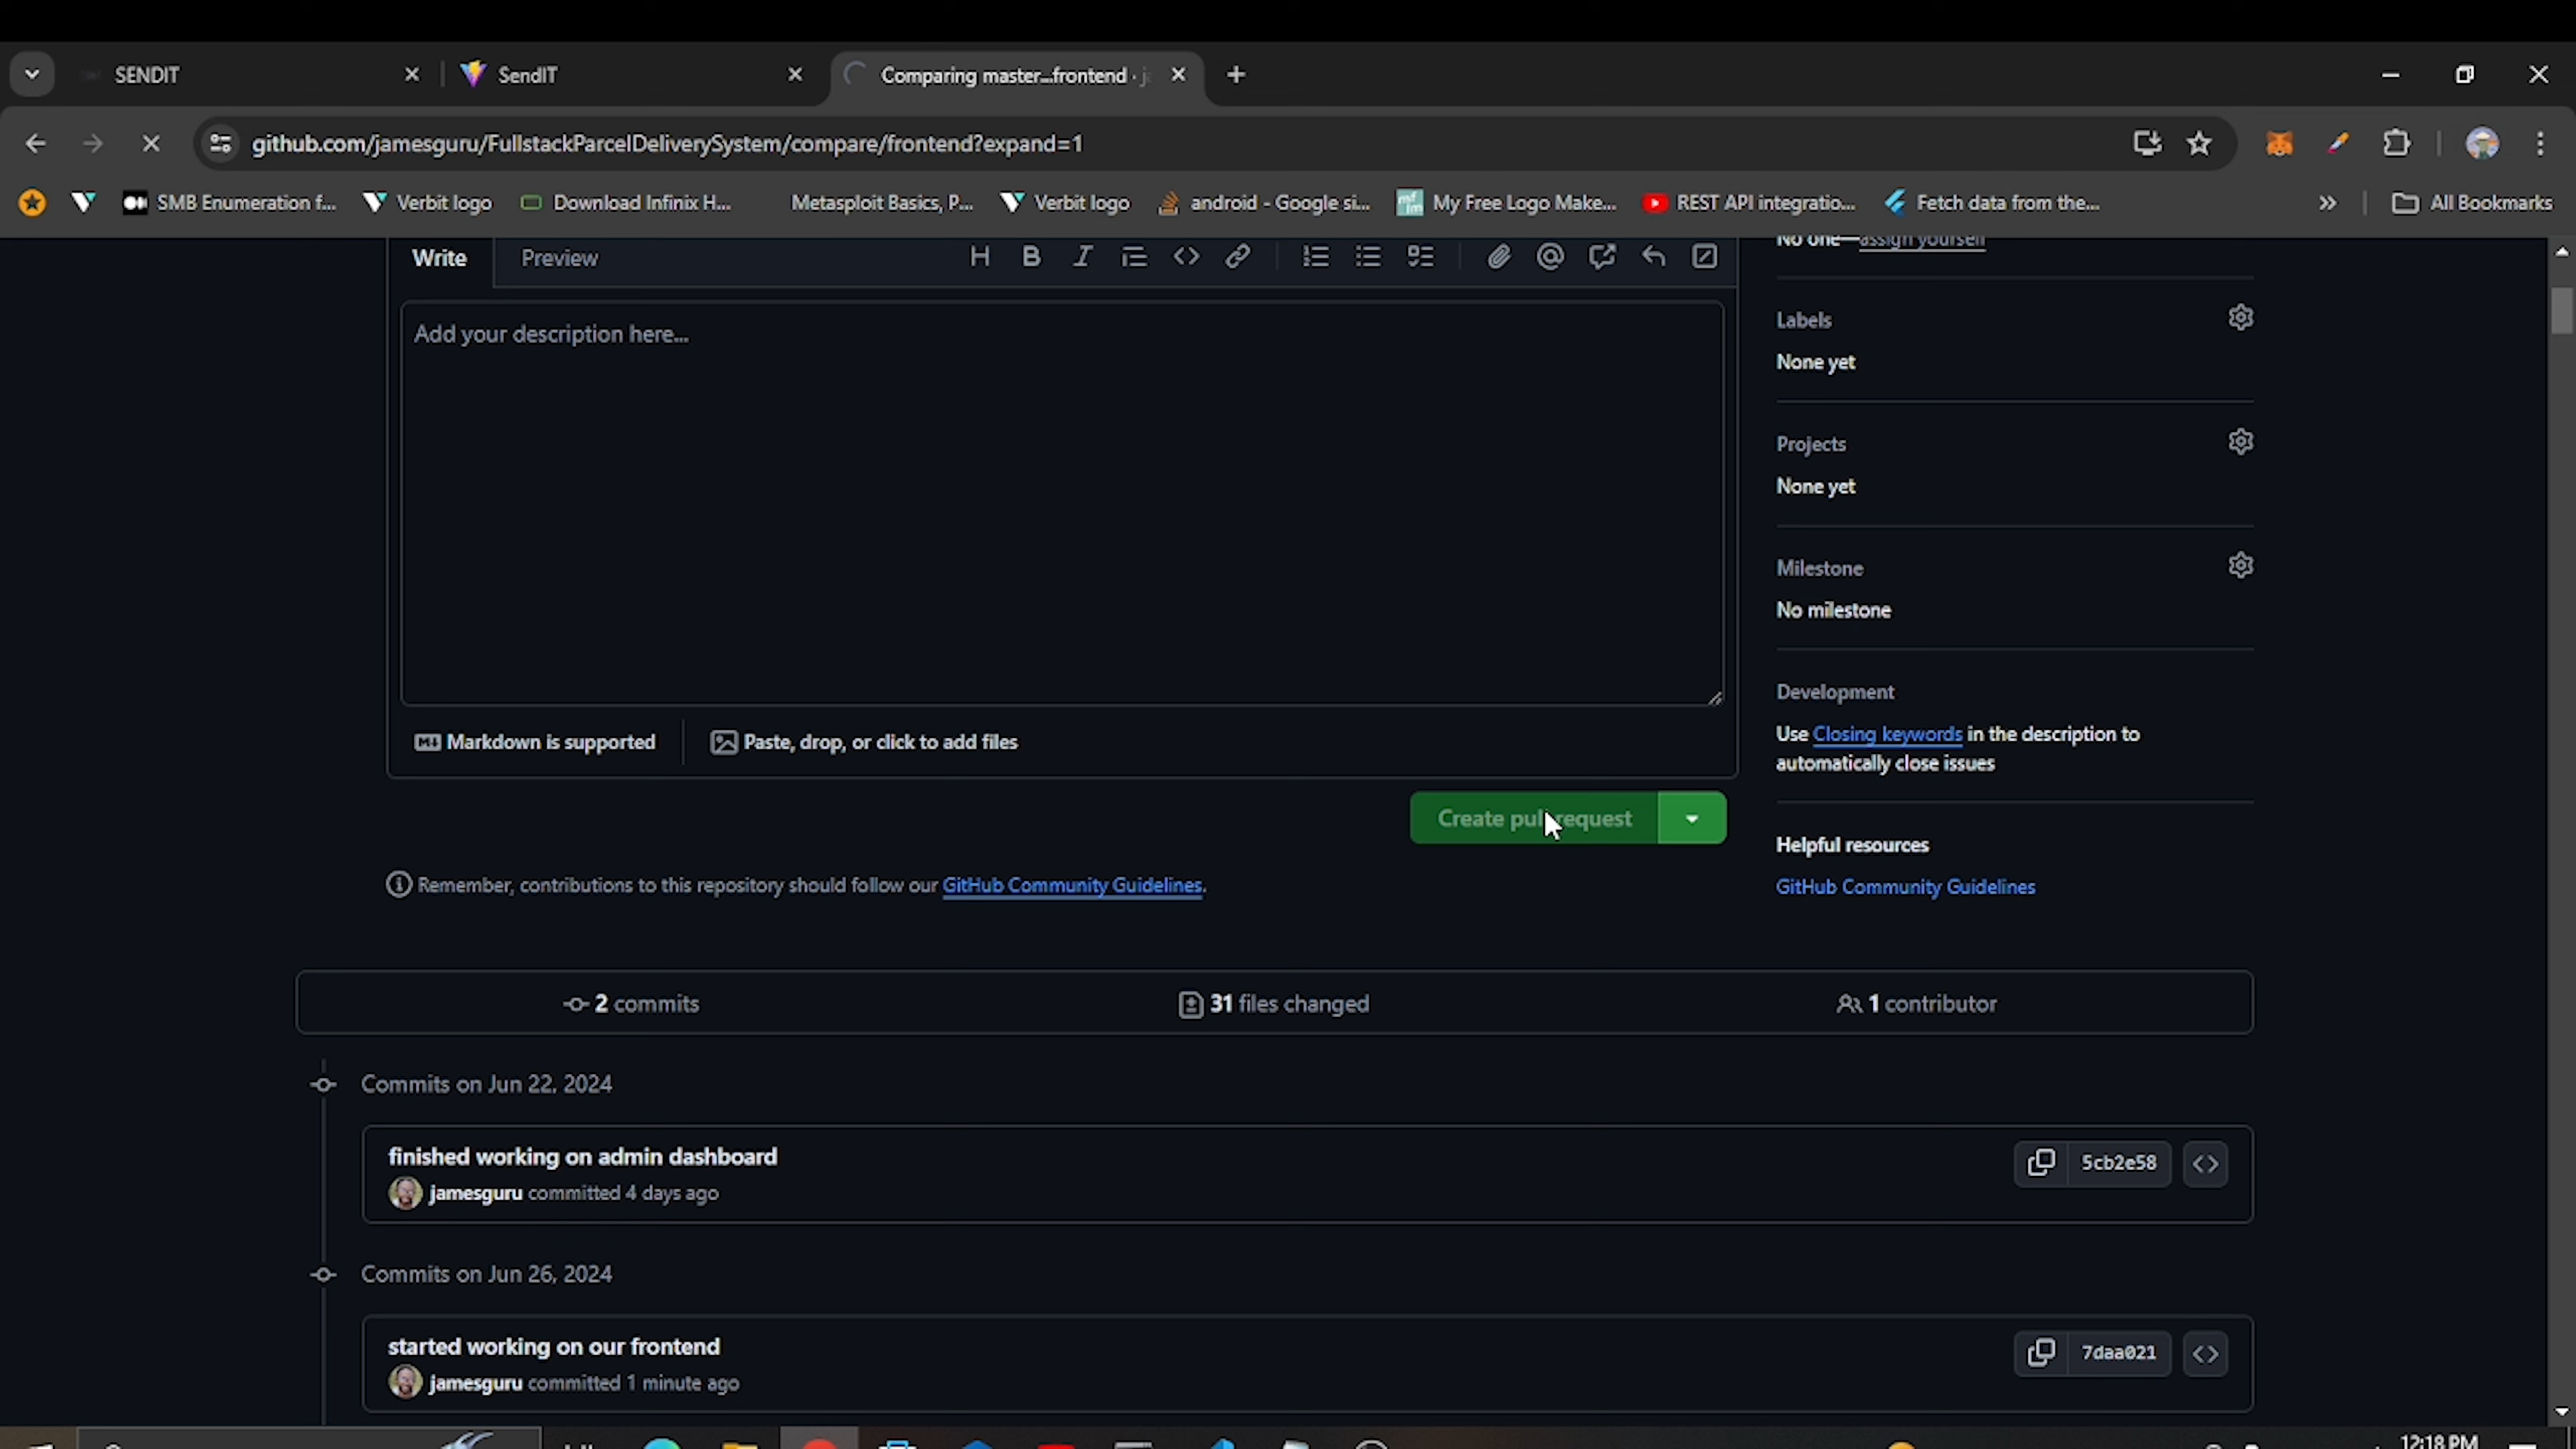 SENDIT
SendIT
Comparing master...frontend · j
github.com/jamesguru/FullstackParcelDeliverySystem/compare/frontend?expand=1
SMB Enumeration f...
Verbit logo
Download Infinix H...
Metasploit Basics, P...
Verbit logo
android - Google si...
My Free Logo Make...
REST API integratio...
Fetch data from the...
All Bookmarks
Write
Preview
No one—assign yourself
Add your description here...
Labels
None yet
Projects
None yet
Milestone
No milestone
Development
Use Closing keywords in the description to
automatically close issues
Markdown is supported
Paste, drop, or click to add files
Create pull request
Helpful resources
GitHub Community Guidelines
Remember, contributions to this repository should follow our GitHub Community Guidelines.
2 commits
31 files changed
1 contributor
Commits on Jun 22, 2024
finished working on admin dashboard
5cb2e58
jamesguru committed 4 days ago
Commits on Jun 26, 2024
started working on our frontend
7daa021
jamesguru committed 1 minute ago
12:18 PM